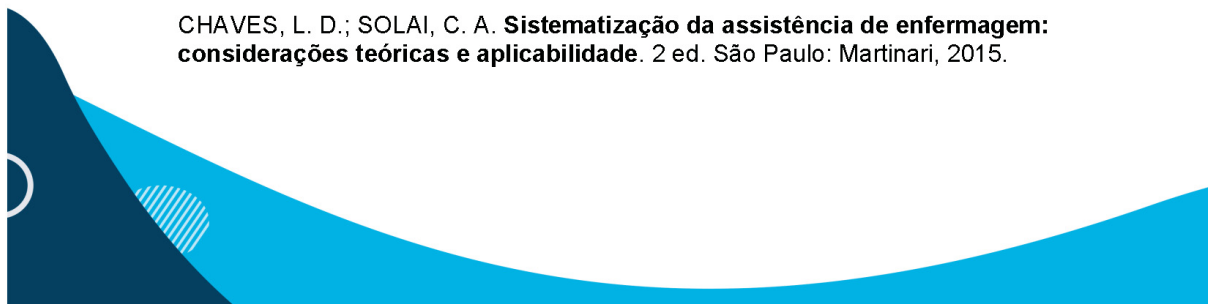 CHAVES, L. D.; SOLAI, C. A. Sistematização da assistência de enfermagem:
considerações teóricas e aplicabilidade. 2 ed. São Paulo: Martinari, 2015.